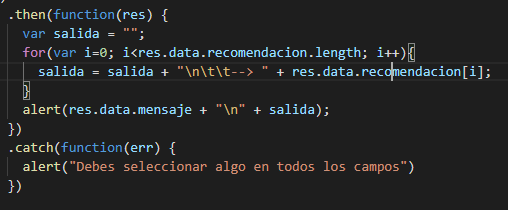 .then(function(res) {
var salida = "";
for(var i=0; i<res.data.recomendacion.length; i++){
salida = salida + "\n\t\t--> " + res.data.recomendacion[i];
}
alert(res.data.mensaje + "\n" + salida);
})
.catch(function(err) {
alert("Debes seleccionar algo en todos los campos")
})